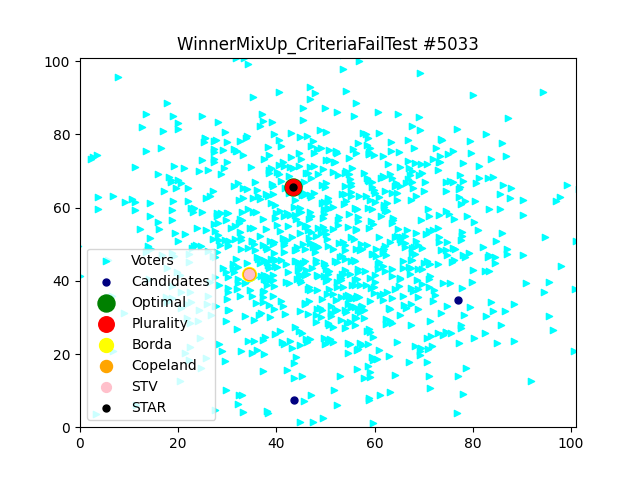 WinnerMixUp_CriteriaFailTest #5033
100
80
60
40
20
0
0 20 40 60 80 100
Voters
Candidates
Optimal
Plurality
Borda
Copeland
STV
STAR